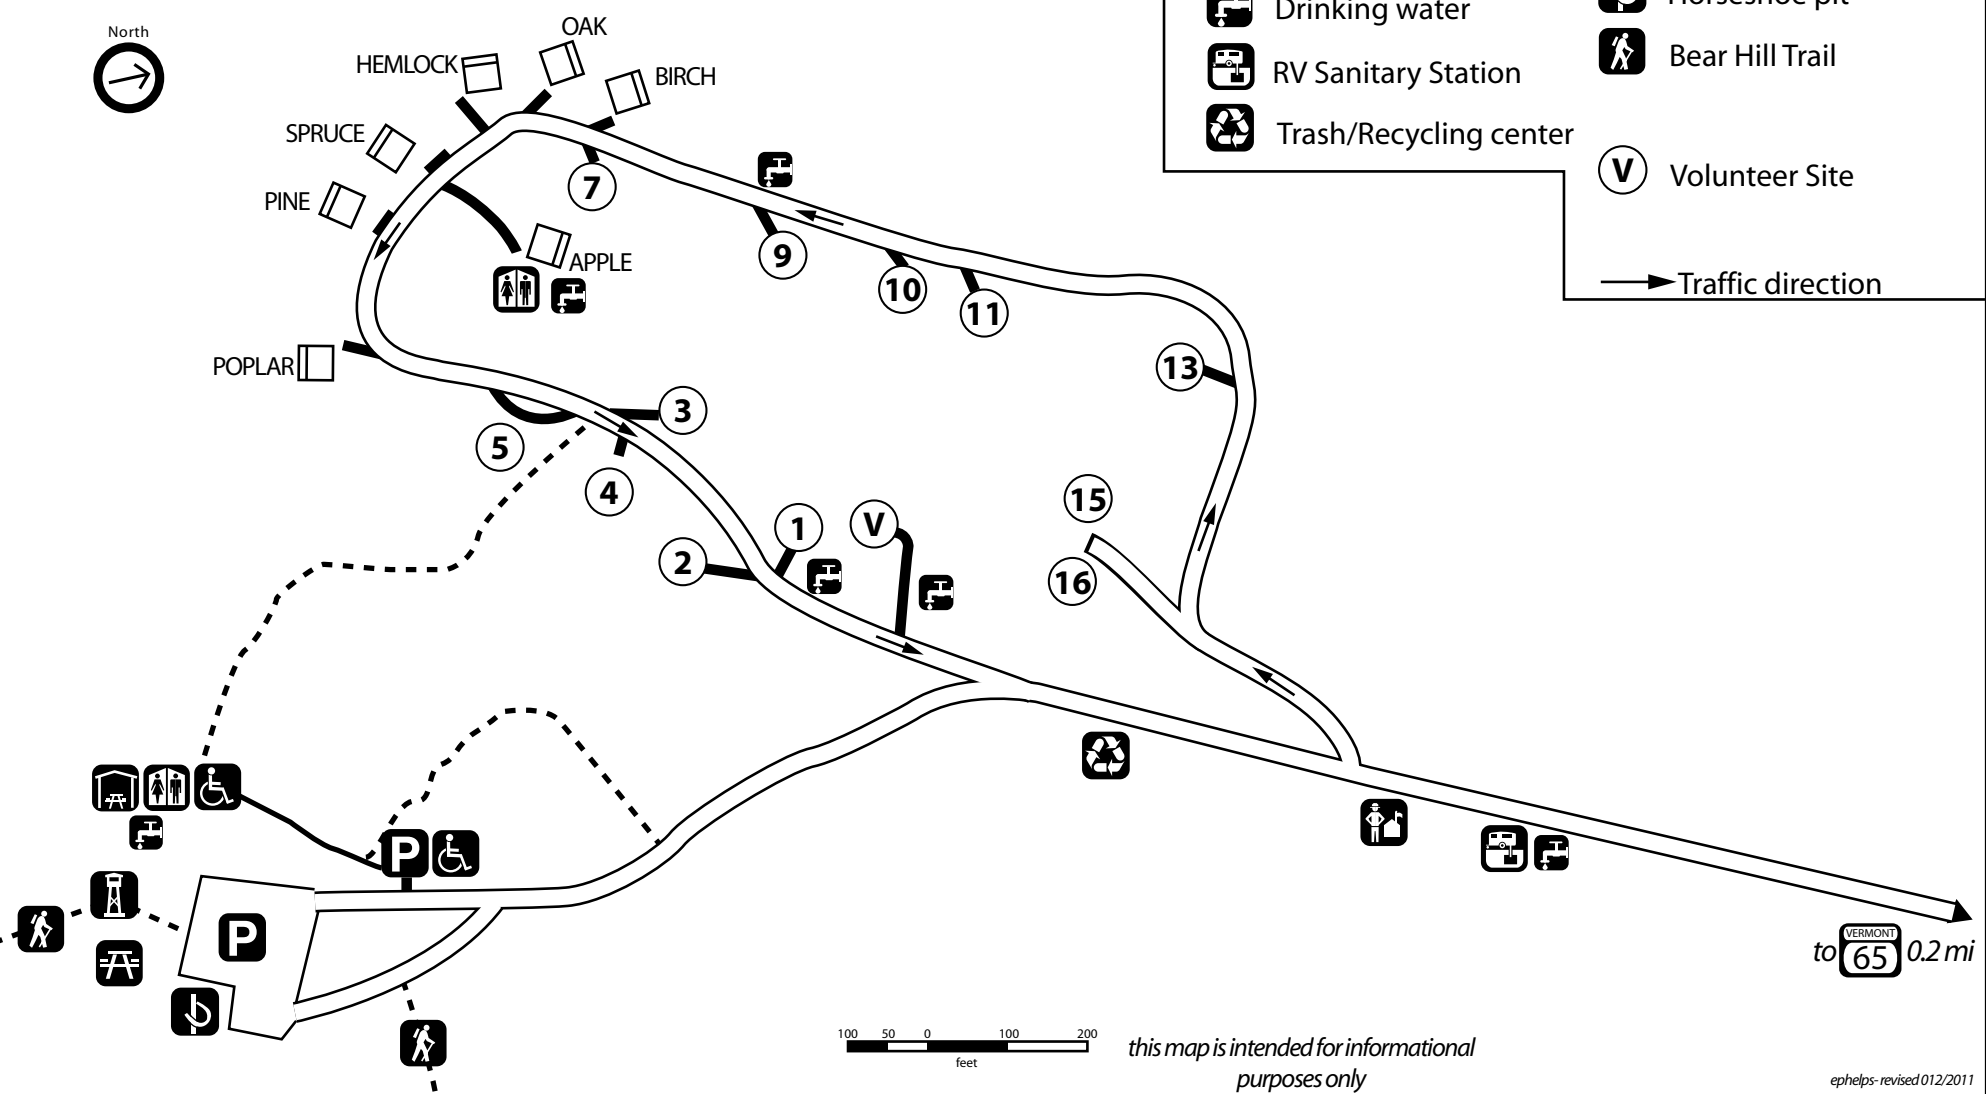 North
OAK
HEMLOCK
BIRCH
SPRUCE
PINE
APPLE
POPLAR
7
9
10
11
13
3
5
4
15
1
V
2
16
P
P
Drinking water
Horseshoe pit
RV Sanitary Station
Bear Hill Trail
Trash/Recycling center
V
Volunteer Site
Traffic direction
to VERMONT 65 0.2 mi
100 50 0 100 200
feet
this map is intended for informational
purposes only
ephelps- revised 012/2011